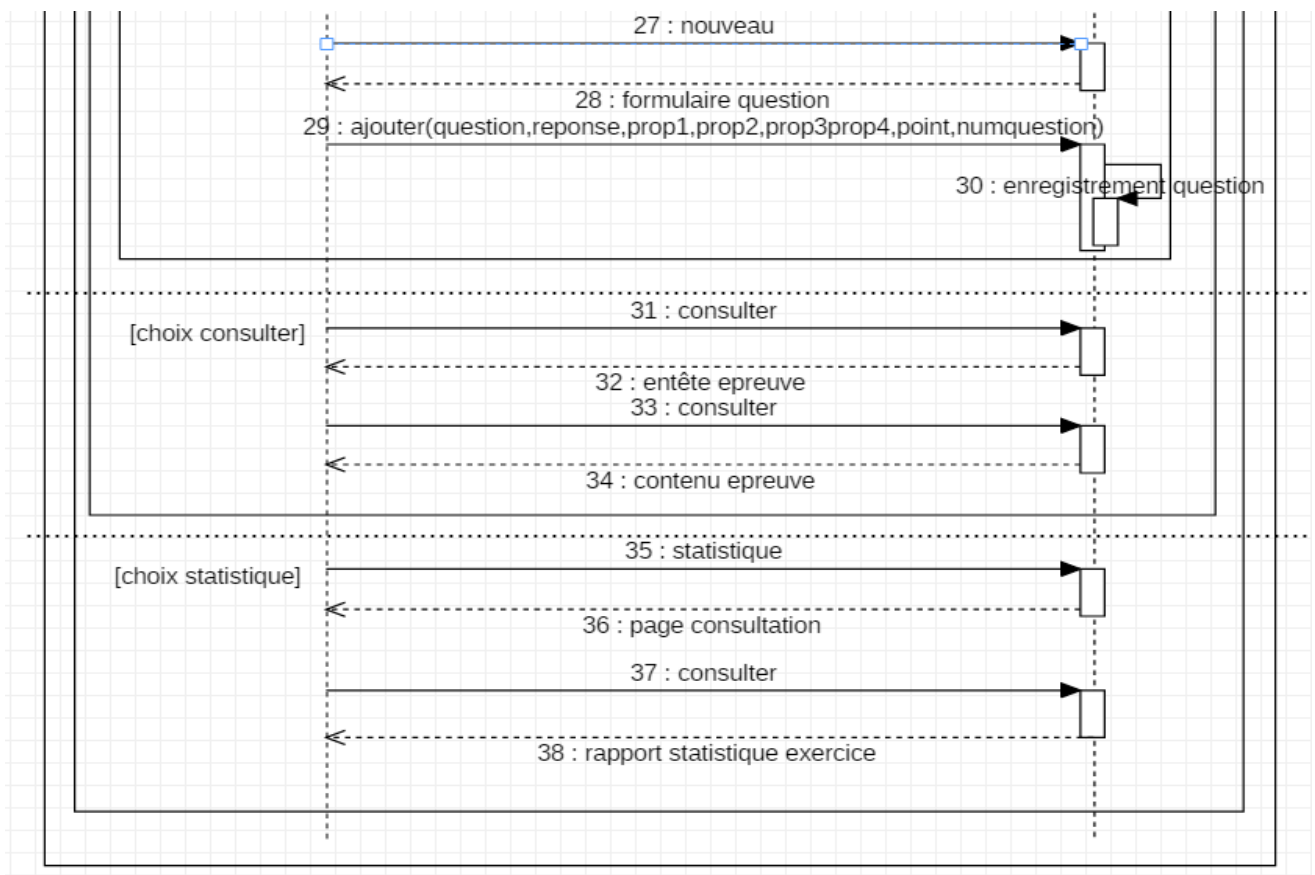 27 : nouveau
28 : formulaire question
29 : ajouter(question,reponse,prop1,prop2,prop3prop4,point,numquestion)
30 : enregistrement question
31 : consulter
[choix consulter]
32 : entête epreuve
33 : consulter
34 : contenu epreuve
35 : statistique
[choix statistique]
36 : page consultation
37 : consulter
38 : rapport statistique exercice